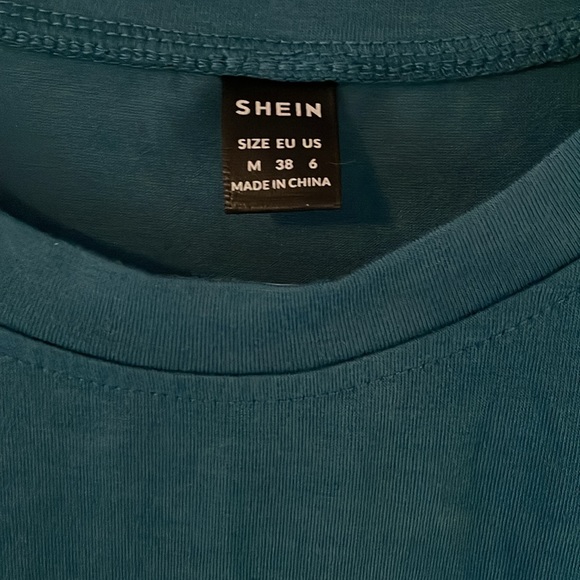 SHEIN
SIZE EU US
M 38 6
MADE IN CHINA